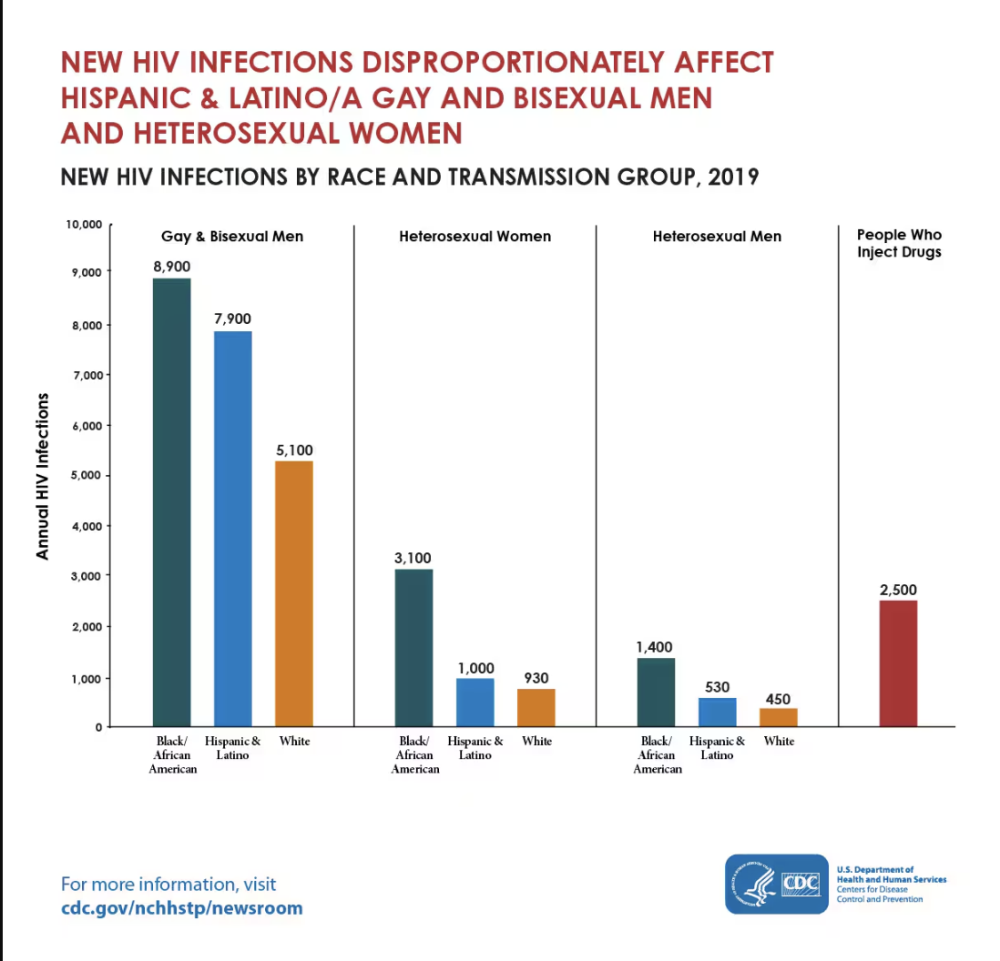 NEW HIV INFECTIONS DISPROPORTIONATELY AFFECT
HISPANIC & LATINO/A GAY AND BISEXUAL MEN
AND HETEROSEXUAL WOMEN
NEW HIV INFECTIONS BY RACE AND TRANSMISSION GROUP, 2019
Annual HIV Infections
10,000
9,000
8,000
7,000
6,000
5,000
4,000
3,000
2,000
1,000
0
Gay & Bisexual Men
8,900
7,900
5,100
Black/
African
American
Hispanic &
Latino
White
Heterosexual Women
3,100
1,000
930
Black/
African
American
Hispanic &
Latino
White
Heterosexual Men
1,400
530
450
Black/
African
American
Hispanic &
Latino
White
People Who
Inject Drugs
2,500
For more information, visit
cdc.gov/nchhstp/newsroom
CDC
U.S. Department of
Health and Human Services
Centers for Disease
Control and Prevention